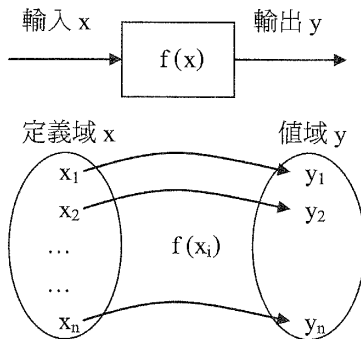 輸入 x 輸出 y
f(x)
定義域 x 值域 y
x₁ y₁
x₂ y₂
... f(xᵢ)
...
xₙ yₙ